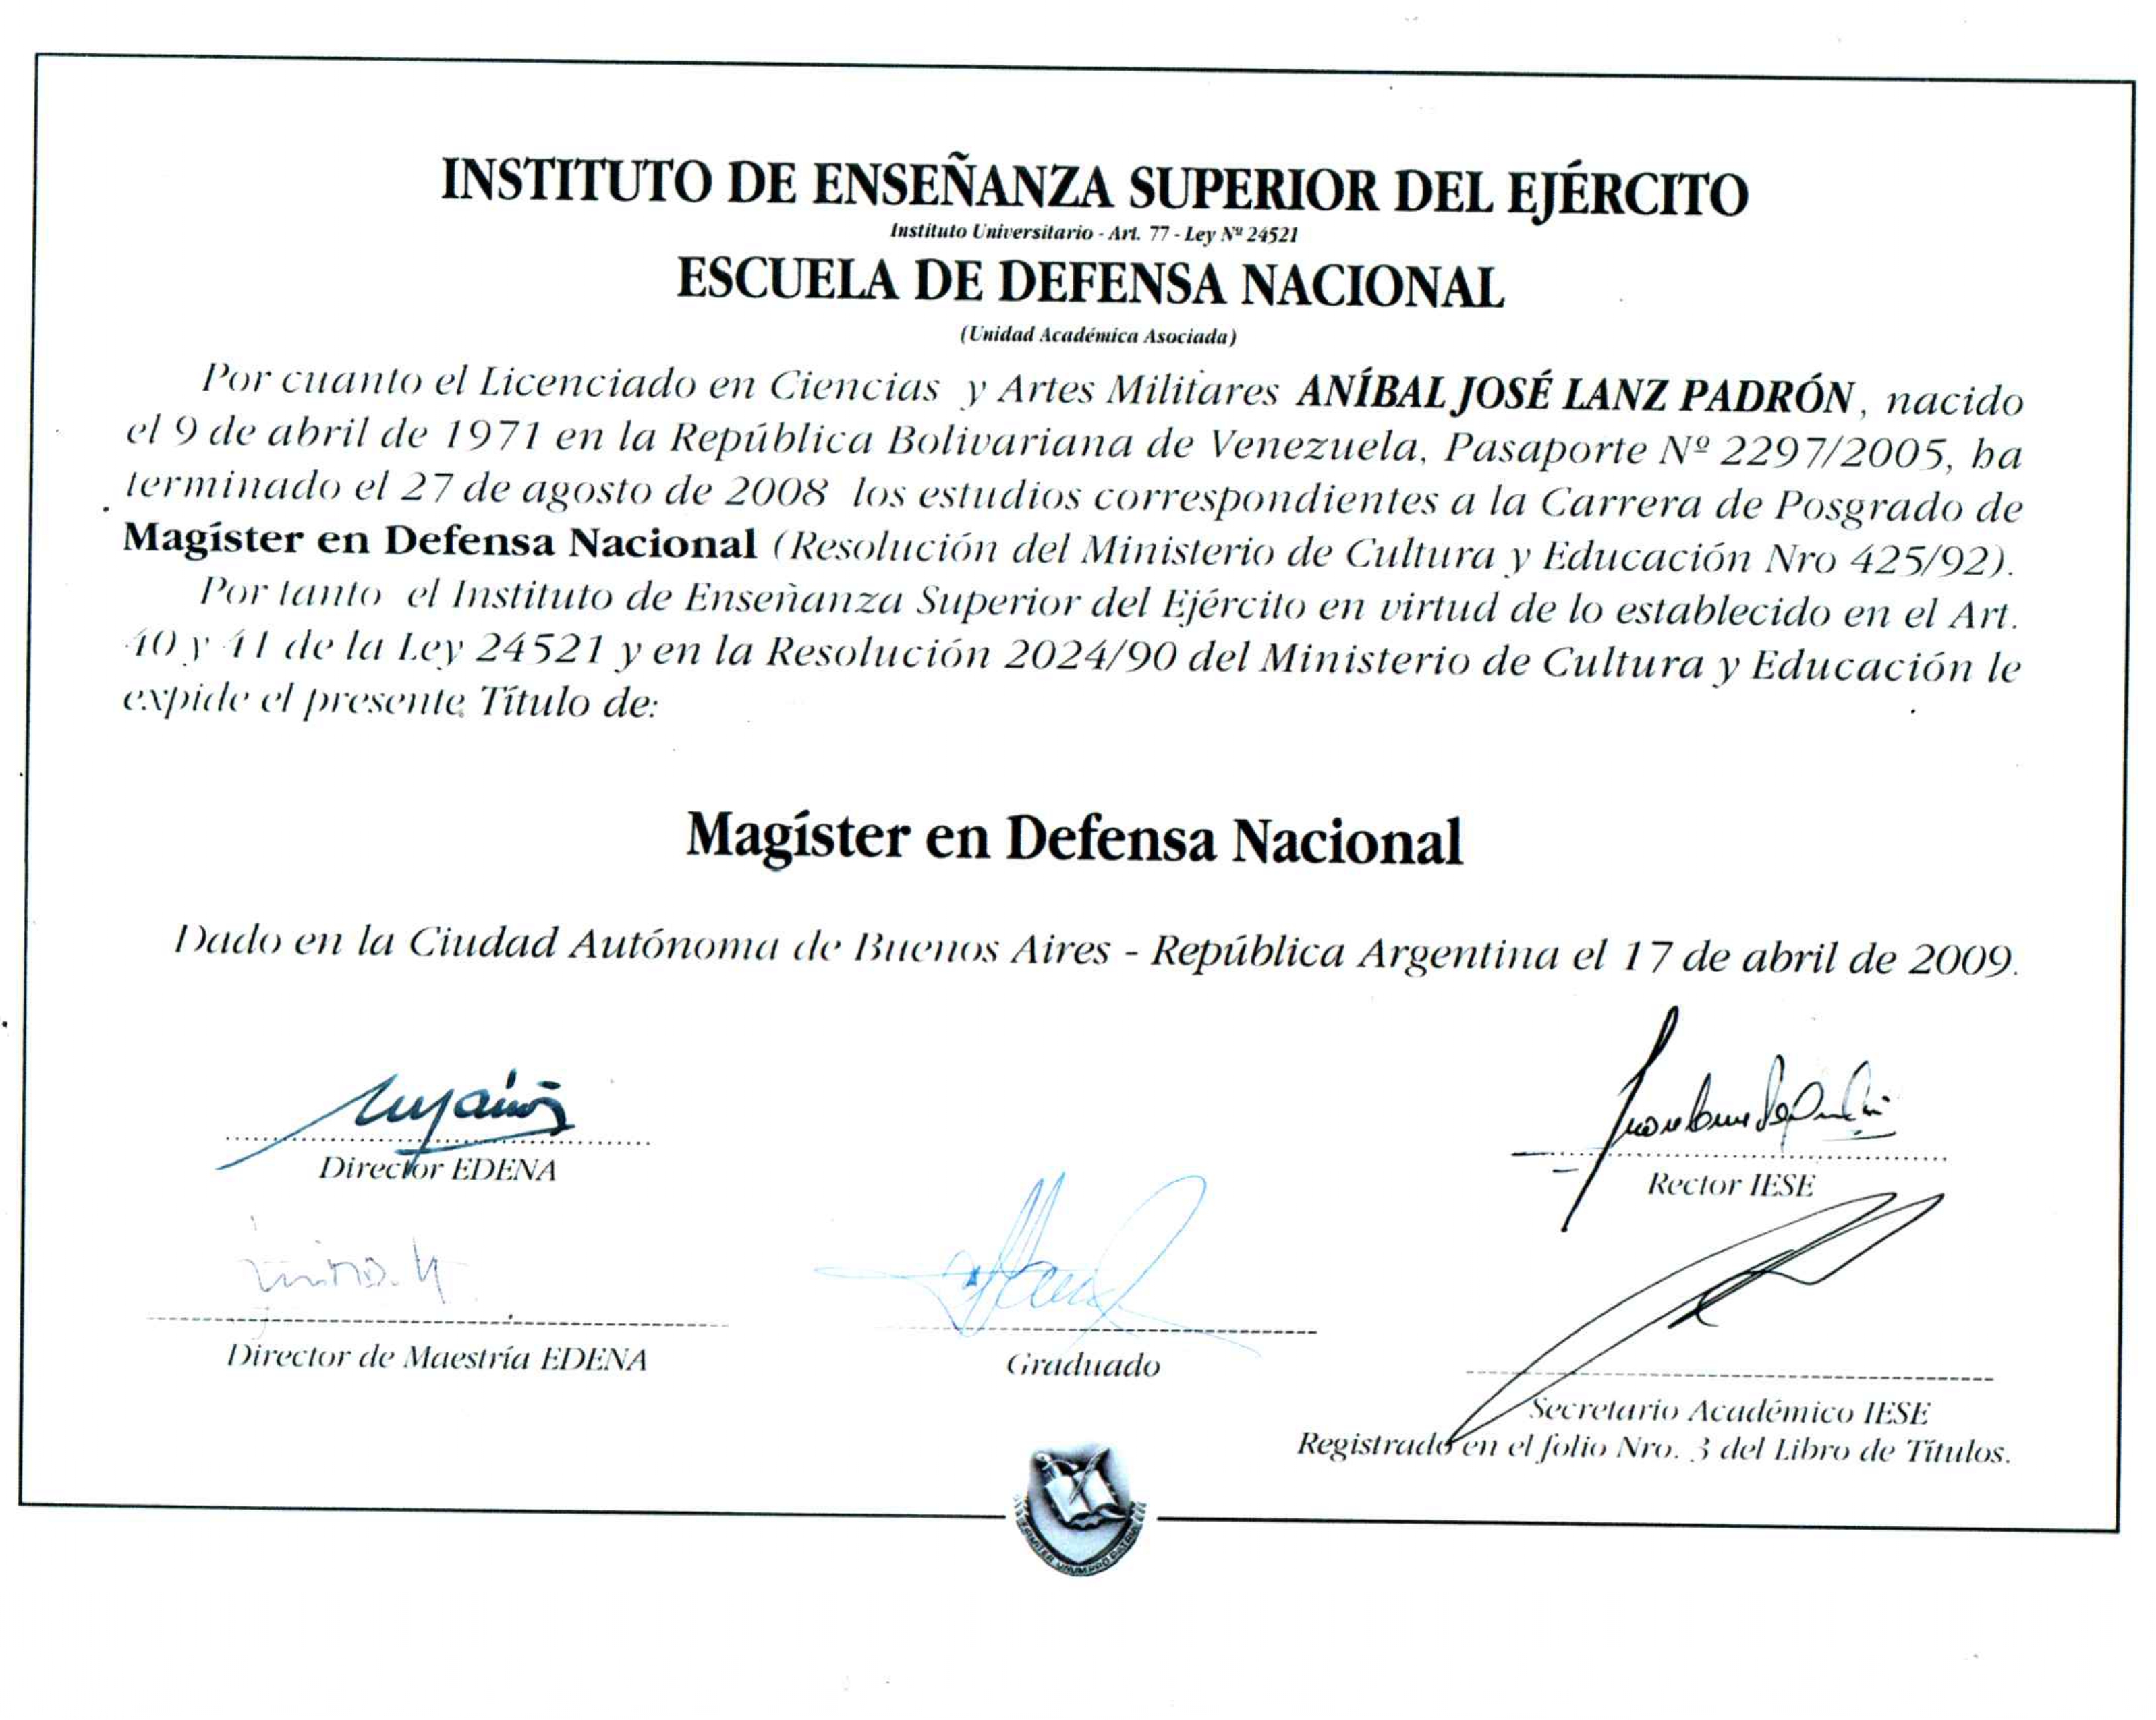 INSTITUTO DE ENSEÑANZA SUPERIOR DEL EJÉRCITO
Instituto Universitario - Art. 77 - Ley Nº 24521
ESCUELA DE DEFENSA NACIONAL
(Unidad Académica Asociada)
Por cuanto el Licenciado en Ciencias y Artes Militares ANÍBAL JOSÉ LANZ PADRÓN, nacido
el 9 de abril de 1971 en la República Bolivariana de Venezuela, Pasaporte Nº 2297/2005, ha
terminado el 27 de agosto de 2008 los estudios correspondientes a la Carrera de Posgrado de
Magíster en Defensa Nacional (Resolución del Ministerio de Cultura y Educación Nro 425/92).
Por tanto el Instituto de Enseñanza Superior del Ejército en virtud de lo establecido en el Art.
40 y 41 de la Ley 24521 y en la Resolución 2024/90 del Ministerio de Cultura y Educación le
expide el presente Título de:
Magíster en Defensa Nacional
Dado en la Ciudad Autónoma de Buenos Aires - República Argentina el 17 de abril de 2009.
Director EDENA
Rector IESE
Director de Maestría EDENA
Graduado
Secretario Académico IESE
Registrado en el folio Nro. 3 del Libro de Títulos.